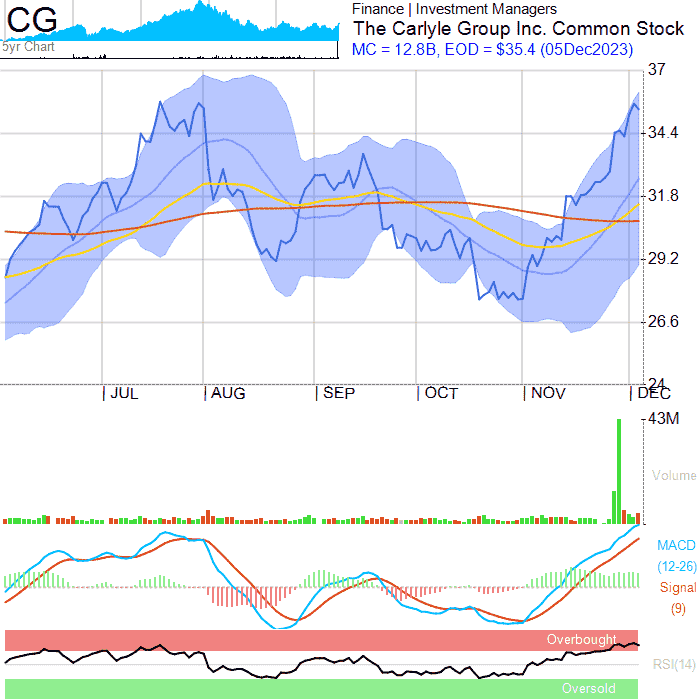 CG
5yr Chart
Finance | Investment Managers
The Carlyle Group Inc. Common Stock
MC = 12.8B, EOD = $35.4 (05Dec2023)
37
34.4
31.8
29.2
26.6
24
JUL AUG SEP OCT NOV DEC
43M
Volume
MACD
(12-26)
Signal
(9)
Overbought
RSI(14)
Oversold